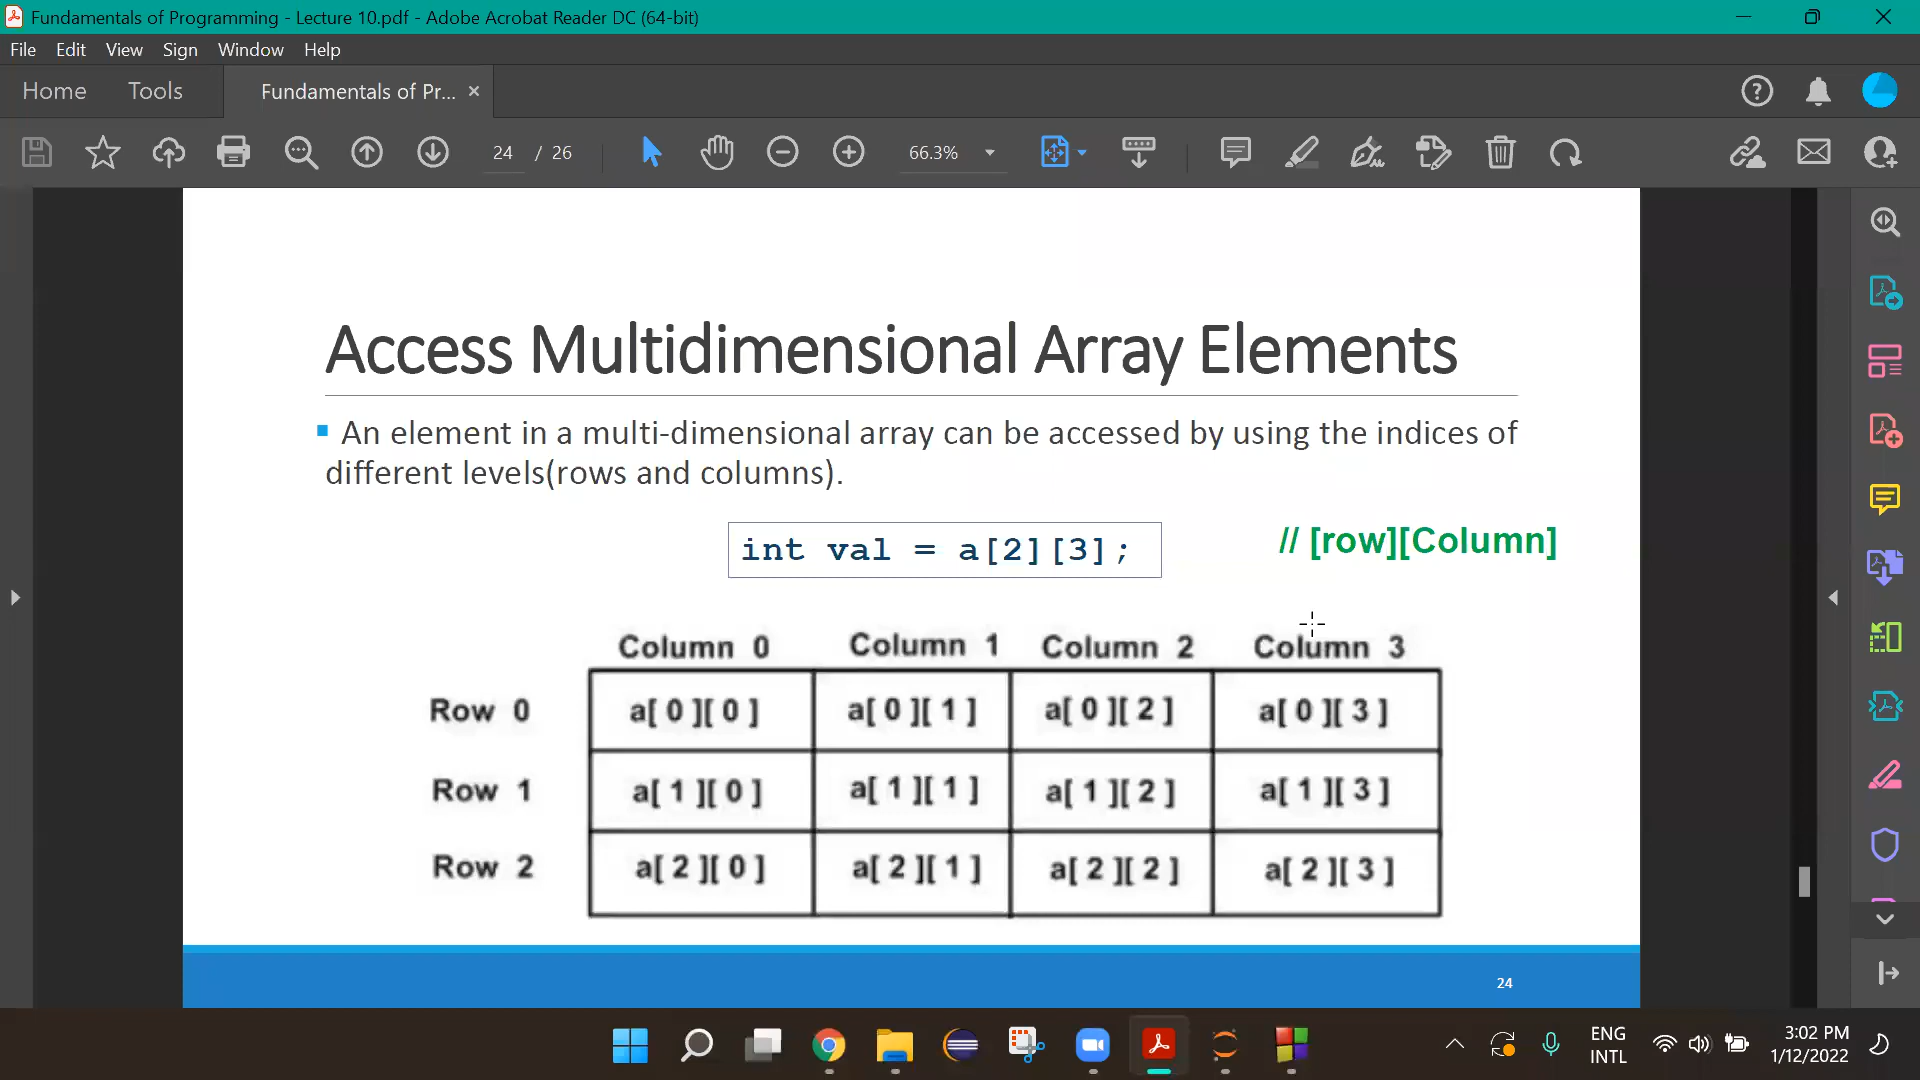 Fundamentals of Programming - Lecture 10.pdf - Adobe Acrobat Reader DC (64-bit)
File Edit View Sign Window Help
Home Tools Fundamentals of Pr... ×
24 / 26 66.3%
Access Multidimensional Array Elements
An element in a multi-dimensional array can be accessed by using the indices of
different levels(rows and columns).
int val = a[2][3];
// [row][Column]
Column 0 Column 1 Column 2 Column 3
Row 0 a[ 0 ][ 0 ] a[ 0 ][ 1 ] a[ 0 ][ 2 ] a[ 0 ][ 3 ]
Row 1 a[ 1 ][ 0 ] a[ 1 ][ 1 ] a[ 1 ][ 2 ] a[ 1 ][ 3 ]
Row 2 a[ 2 ][ 0 ] a[ 2 ][ 1 ] a[ 2 ][ 2 ] a[ 2 ][ 3 ]
24
ENG 3:02 PM
INTL 1/12/2022